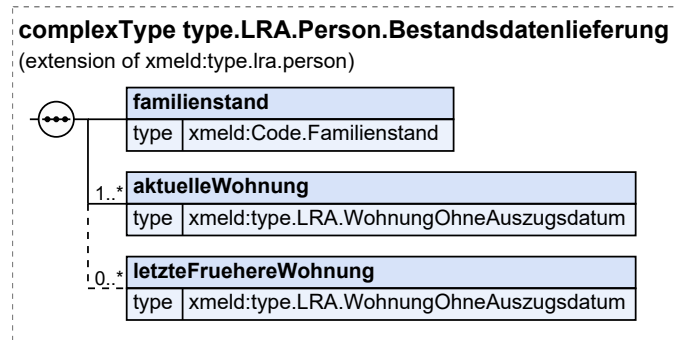 complexType type.LRA.Person.Bestandsdatenlieferung
(extension of xmeld:type.lra.person)
familienstand
type xmeld:Code.Familienstand
1..* aktuelleWohnung
type xmeld:type.LRA.WohnungOhneAuszugsdatum
0..* letzteFruehereWohnung
type xmeld:type.LRA.WohnungOhneAuszugsdatum